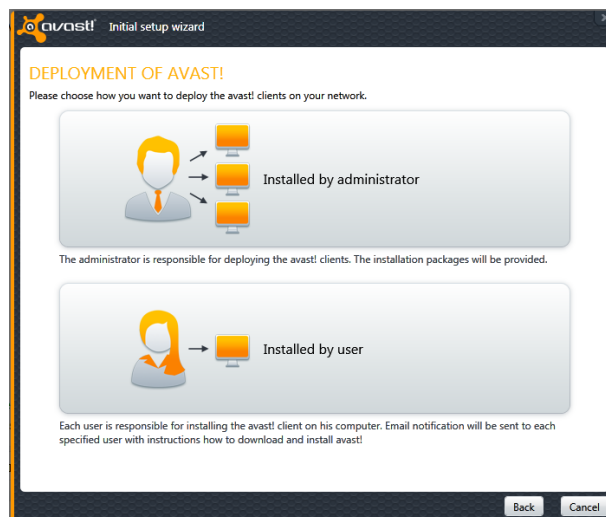 avast! Initial setup wizard
DEPLOYMENT OF AVAST!
Please choose how you want to deploy the avast! clients on your network.
Installed by administrator
The administrator is responsible for deploying the avast! clients. The installation packages will be provided.
Installed by user
Each user is responsible for installing the avast! client on his computer. Email notification will be sent to each
specified user with instructions how to download and install avast!
Back Cancel